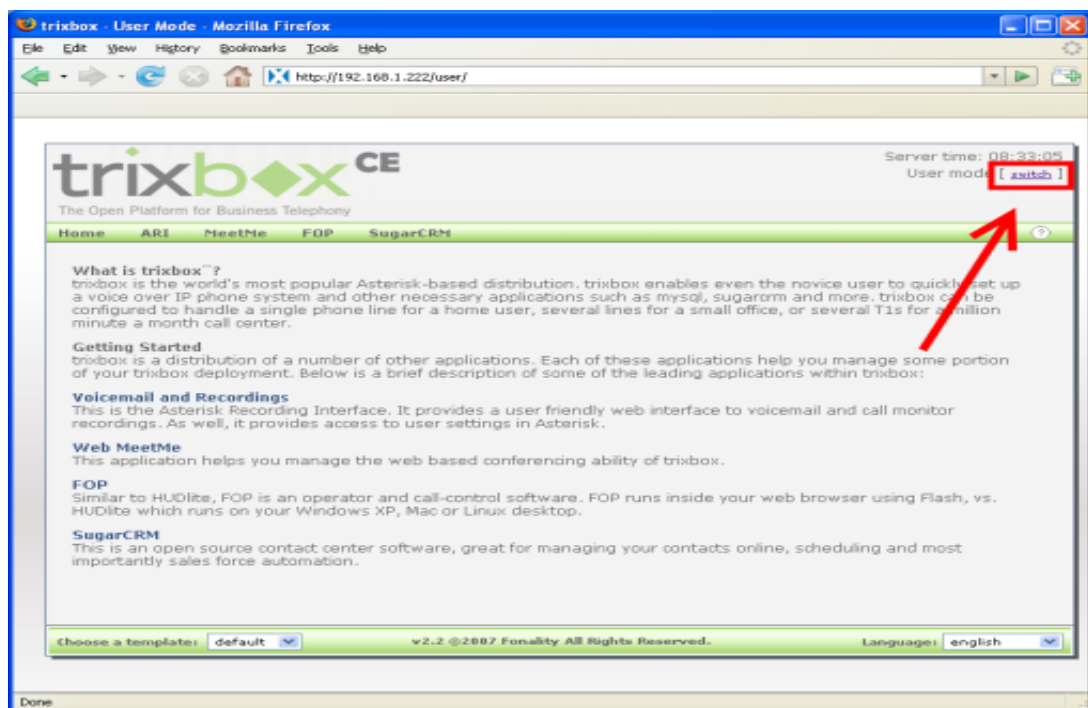 trixbox - User Mode - Mozilla Firefox
File Edit View History Bookmarks Tools Help
http://192.168.1.222/user/
trixbox CE
The Open Platform for Business Telephony
Server time: 08:33:05
User mode [ switch ]
Home ARI MeetMe FOP SugarCRM ?
What is trixbox¨?
trixbox is the world's most popular Asterisk-based distribution. trixbox enables even the novice user to quickly set up
a voice over IP phone system and other necessary applications such as mysql, sugarcrm and more. trixbox can be
configured to handle a single phone line for a home user, several lines for a small office, or several T1s for a million
minute a month call center.
Getting Started
trixbox is a distribution of a number of other applications. Each of these applications help you manage some portion
of your trixbox deployment. Below is a brief description of some of the leading applications within trixbox:
Voicemail and Recordings
This is the Asterisk Recording Interface. It provides a user friendly web interface to voicemail and call monitor
recordings. As well, it provides access to user settings in Asterisk.
Web MeetMe
This application helps you manage the web based conferencing ability of trixbox.
FOP
Similar to HUDlite, FOP is an operator and call-control software. FOP runs inside your web browser using Flash, vs.
HUDlite which runs on your Windows XP, Mac or Linux desktop.
SugarCRM
This is an open source contact center software, great for managing your contacts online, scheduling and most
importantly sales force automation.
Choose a template: default v2.2 ©2007 Fonality All Rights Reserved. Language: english
Done